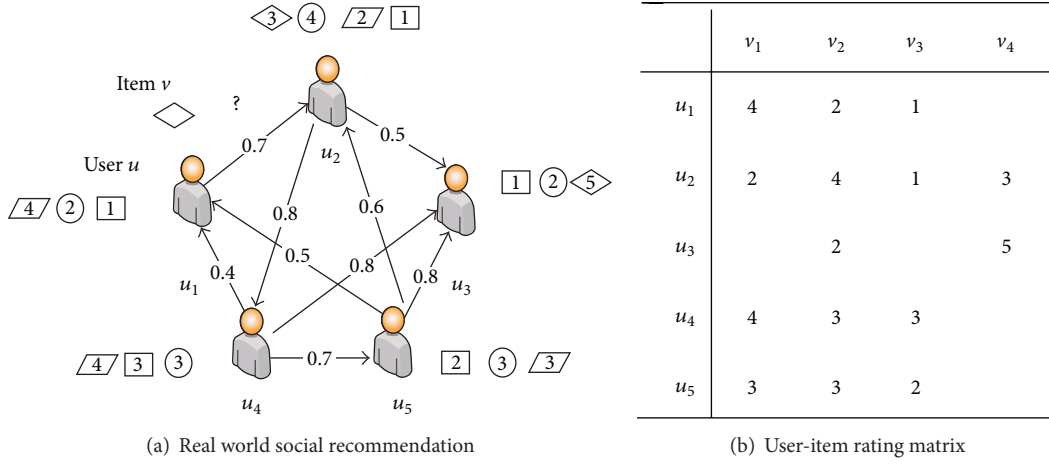 3 4 2 1
Item v
?
0.7
0.5
u2
User u
1 2 5
4 2 1
0.8
0.6
0.5
0.8
0.8
0.4
u1
u3
4 3 3
0.7
2 3 3
u4
u5
(a) Real world social recommendation
v1 v2 v3 v4
u1 4 2 1
u2 2 4 1 3
u3 2 5
u4 4 3 3
u5 3 3 2
(b) User-item rating matrix